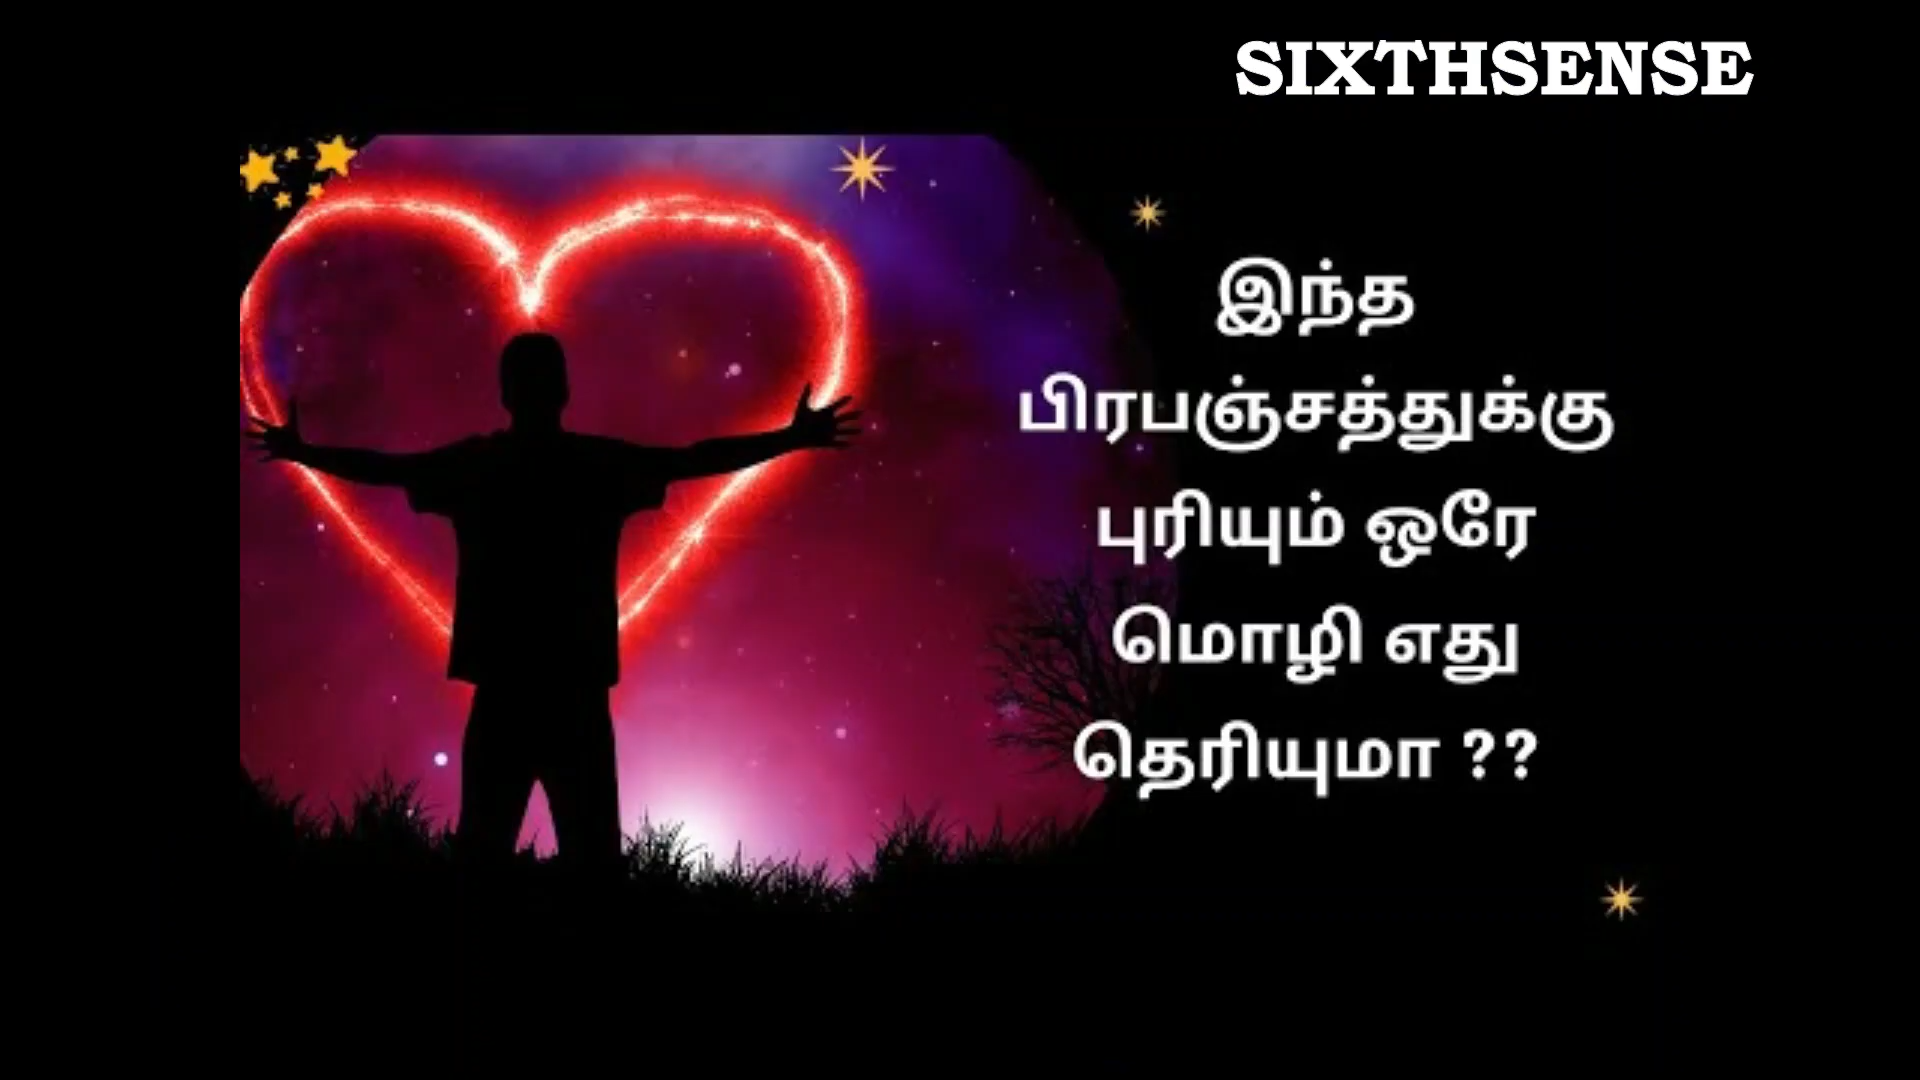 SIXTHSENSE
இந்த
பிரபஞ்சத்துக்கு
புரியும் ஒரே
மொழி எது
தெரியுமா ??